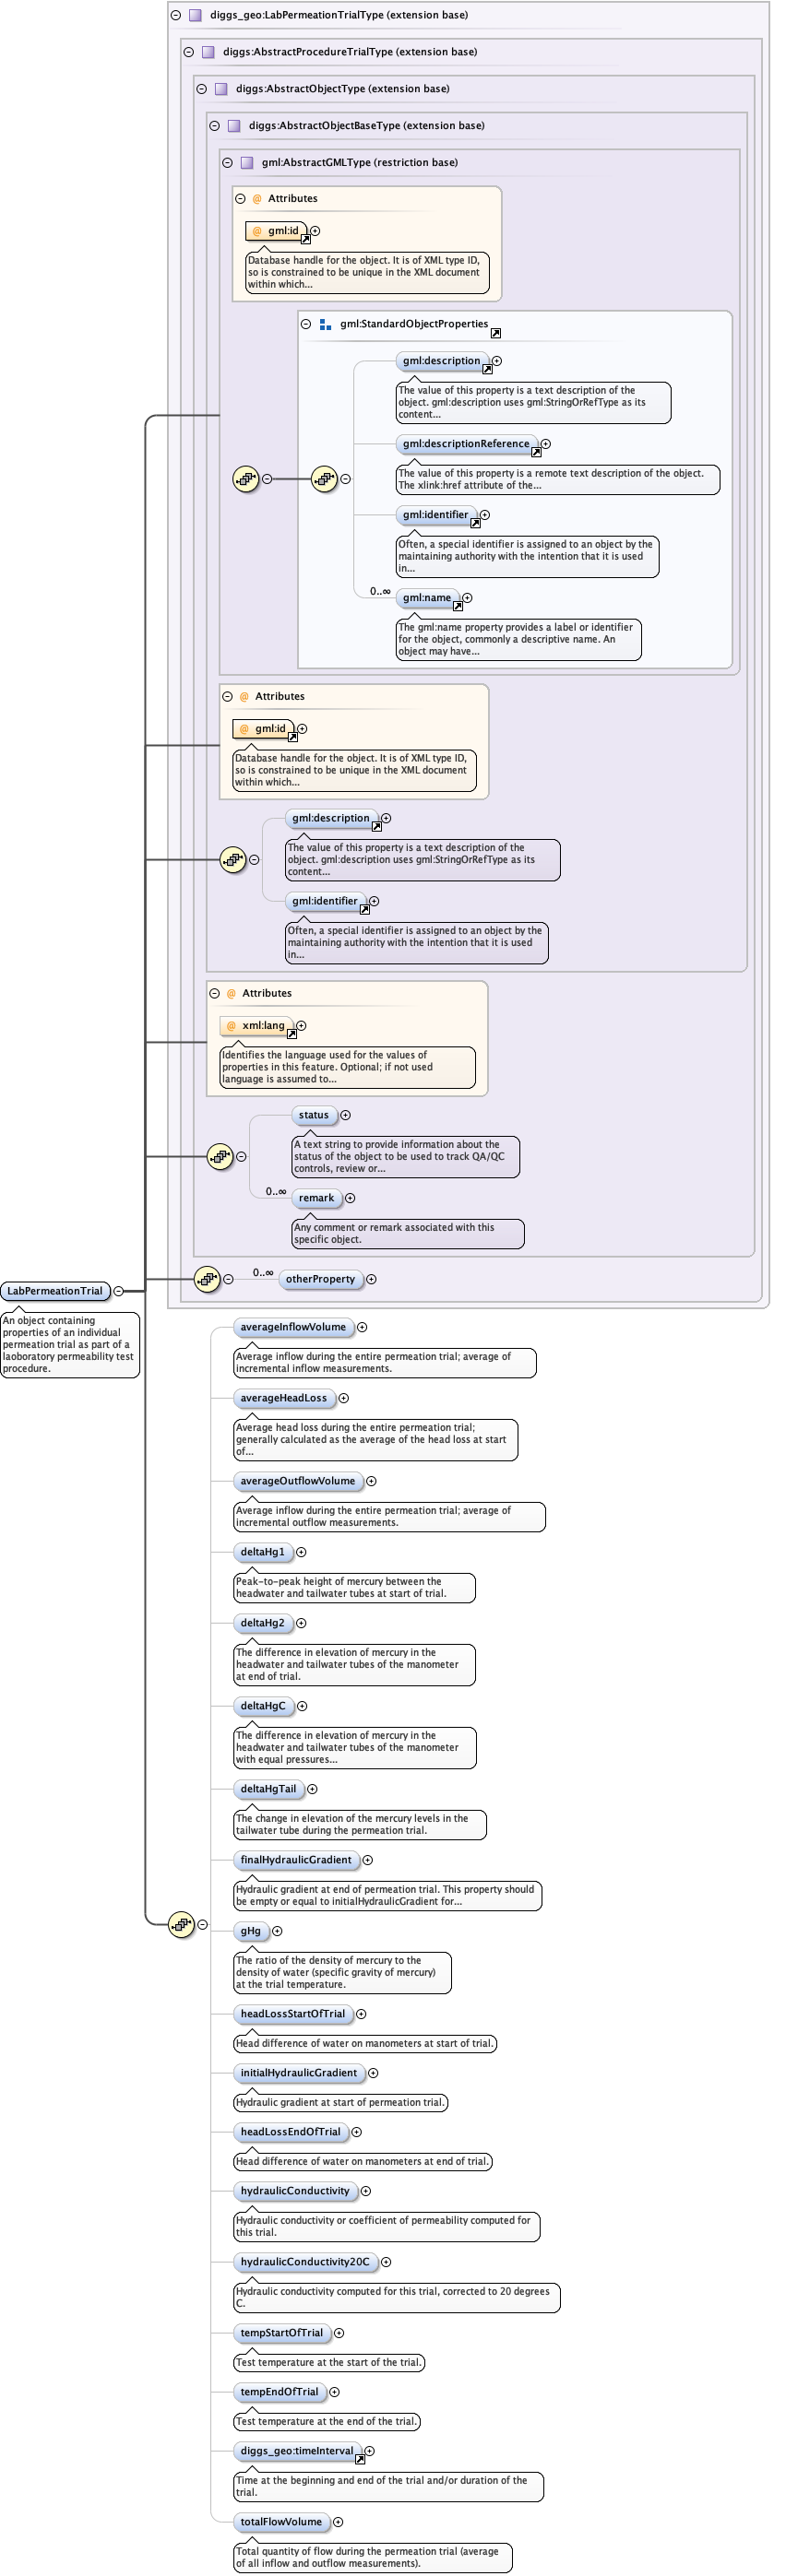 diggs_geo:LabPermeationTrialType (extension base)
diggs:AbstractProcedureTrialType (extension base)
diggs:AbstractObjectType (extension base)
diggs:AbstractObjectBaseType (extension base)
gml:AbstractGMLType (restriction base)
@ Attributes
@ gml:id
Database handle for the object. It is of XML type ID,
so is constrained to be unique in the XML document
within which...
gml:StandardObjectProperties
gml:description
The value of this property is a text description of the
object. gml:description uses gml:StringOrRefType as its
content...
gml:descriptionReference
The value of this property is a remote text description of the object.
The xlink:href attribute of the...
gml:identifier
Often, a special identifier is assigned to an object by the
maintaining authority with the intention that it is used
in...
0..∞
gml:name
The gml:name property provides a label or identifier
for the object, commonly a descriptive name. An
object may have...
@ Attributes
@ gml:id
Database handle for the object. It is of XML type ID,
so is constrained to be unique in the XML document
within which...
gml:description
The value of this property is a text description of the
object. gml:description uses gml:StringOrRefType as its
content...
gml:identifier
Often, a special identifier is assigned to an object by the
maintaining authority with the intention that it is used
in...
@ Attributes
@ xml:lang
Identifies the language used for the values of
properties in this feature. Optional; if not used
language is assumed to...
status
A text string to provide information about the
status of the object to be used to track QA/QC
controls, review or...
0..∞
remark
Any comment or remark associated with this
specific object.
0..∞
otherProperty
LabPermeationTrial
An object containing
properties of an individual
permeation trial as part of a
laoboratory permeability test
procedure.
averageInflowVolume
Average inflow during the entire permeation trial; average of
incremental inflow measurements.
averageHeadLoss
Average head loss during the entire permeation trial;
generally calculated as the average of the head loss at start
of...
averageOutflowVolume
Average inflow during the entire permeation trial; average of
incremental outflow measurements.
deltaHg1
Peak-to-peak height of mercury between the
headwater and tailwater tubes at start of trial.
deltaHg2
The difference in elevation of mercury in the
headwater and tailwater tubes of the manometer
at end of trial.
deltaHgC
The difference in elevation of mercury in the
headwater and tailwater tubes of the manometer
with equal pressures...
deltaHgTail
The change in elevation of the mercury levels in the
tailwater tube during the permeation trial.
finalHydraulicGradient
Hydraulic gradient at end of permeation trial. This property should
be empty or equal to initialHydraulicGradient for...
gHg
The ratio of the density of mercury to the
density of water (specific gravity of mercury)
at the trial temperature.
headLossStartOfTrial
Head difference of water on manometers at start of trial.
initialHydraulicGradient
Hydraulic gradient at start of permeation trial.
headLossEndOfTrial
Head difference of water on manometers at end of trial.
hydraulicConductivity
Hydraulic conductivity or coefficient of permeability computed for
this trial.
hydraulicConductivity20C
Hydraulic conductivity computed for this trial, corrected to 20 degrees
C.
tempStartOfTrial
Test temperature at the start of the trial.
tempEndOfTrial
Test temperature at the end of the trial.
diggs_geo:timeInterval
Time at the beginning and end of the trial and/or duration of the
trial.
totalFlowVolume
Total quantity of flow during the permeation trial (average
of all inflow and outflow measurements).